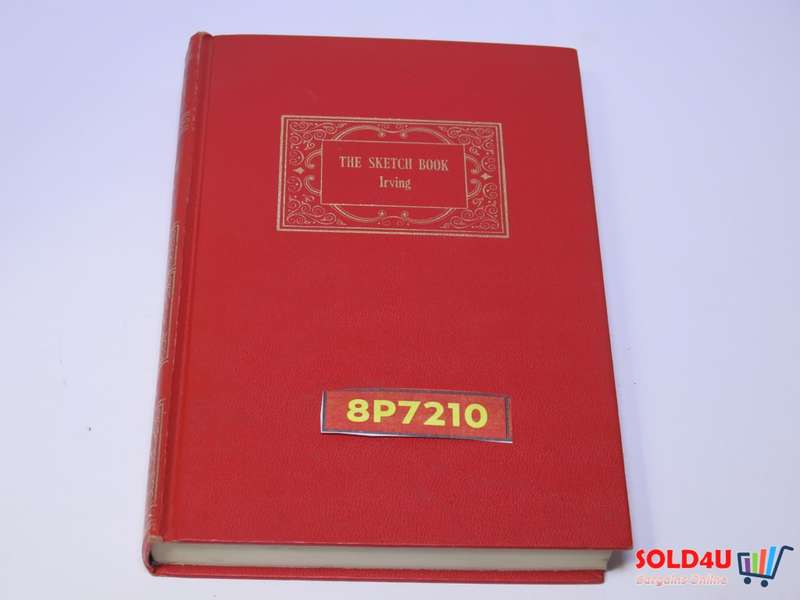 THE SKETCH BOOK
Irving
8P7210
SOLD4U
Bargains Online